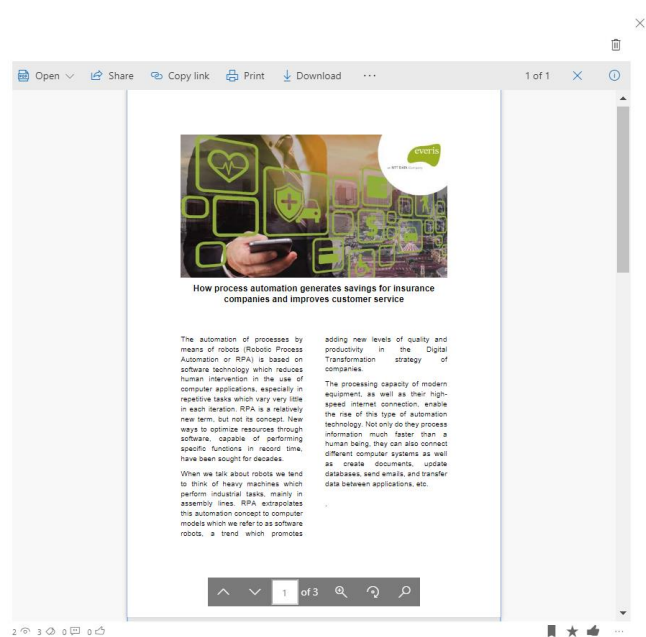 Open
Share
Copy link
Print
Download
...
1 of 1
everis
an NTT DATA Company
How process automation generates savings for insurance
companies and improves customer service
The automation of processes by
means of robots (Robotic Process
Automation or RPA) is based on
software technology which reduces
human intervention in the use of
computer applications, especially in
repetitive tasks which vary very little
in each iteration. RPA is a relatively
new term, but not its concept. New
ways to optimize resources through
software, capable of performing
specific functions in record time,
have been sought for decades.
When we talk about robots we tend
to think of heavy machines which
perform industrial tasks, mainly in
assembly lines. RPA extrapolates
this automation concept to computer
models which we refer to as software
robots, a trend which promotes
adding new levels of quality and
productivity in the Digital
Transformation strategy of
companies.
The processing capacity of modern
equipment, as well as their high-
speed internet connection, enable
the rise of this type of automation
technology. Not only do they process
information much faster than a
human being, they can also connect
different computer systems as well
as create documents, update
databases, send emails, and transfer
data between applications, etc.
.
1 of 3
2 3 0 0
...